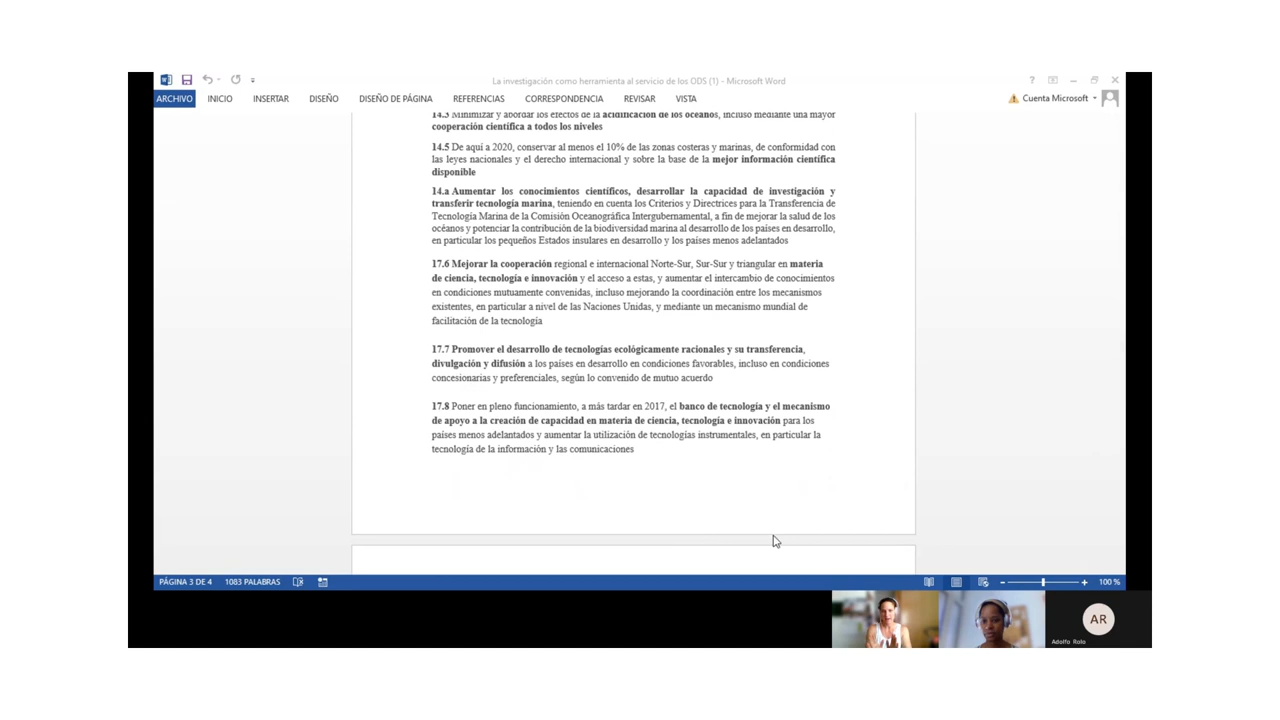 La investigación como herramienta al servicio de los ODS (1) - Microsoft Word
ARCHIVO INICIO INSERTAR DISEÑO DISEÑO DE PÁGINA REFERENCIAS CORRESPONDENCIA REVISAR VISTA Cuenta Microsoft
14.3 Minimizar y abordar los efectos de la acidificación de los océanos, incluso mediante una mayor
cooperación científica a todos los niveles
14.5 De aquí a 2020, conservar al menos el 10% de las zonas costeras y marinas, de conformidad con
las leyes nacionales y el derecho internacional y sobre la base de la mejor información científica
disponible
14.a Aumentar los conocimientos científicos, desarrollar la capacidad de investigación y
transferir tecnología marina, teniendo en cuenta los Criterios y Directrices para la Transferencia de
Tecnología Marina de la Comisión Oceanográfica Intergubernamental, a fin de mejorar la salud de los
océanos y potenciar la contribución de la biodiversidad marina al desarrollo de los países en desarrollo,
en particular los pequeños Estados insulares en desarrollo y los países menos adelantados
17.6 Mejorar la cooperación regional e internacional Norte-Sur, Sur-Sur y triangular en materia
de ciencia, tecnología e innovación y el acceso a estas, y aumentar el intercambio de conocimientos
en condiciones mutuamente convenidas, incluso mejorando la coordinación entre los mecanismos
existentes, en particular a nivel de las Naciones Unidas, y mediante un mecanismo mundial de
facilitación de la tecnología
17.7 Promover el desarrollo de tecnologías ecológicamente racionales y su transferencia,
divulgación y difusión a los países en desarrollo en condiciones favorables, incluso en condiciones
concesionarias y preferenciales, según lo convenido de mutuo acuerdo
17.8 Poner en pleno funcionamiento, a más tardar en 2017, el banco de tecnología y el mecanismo
de apoyo a la creación de capacidad en materia de ciencia, tecnología e innovación para los
países menos adelantados y aumentar la utilización de tecnologías instrumentales, en particular la
tecnología de la información y las comunicaciones
PÁGINA 3 DE 4 1083 PALABRAS 100 %
AR
Adolfo Rolo